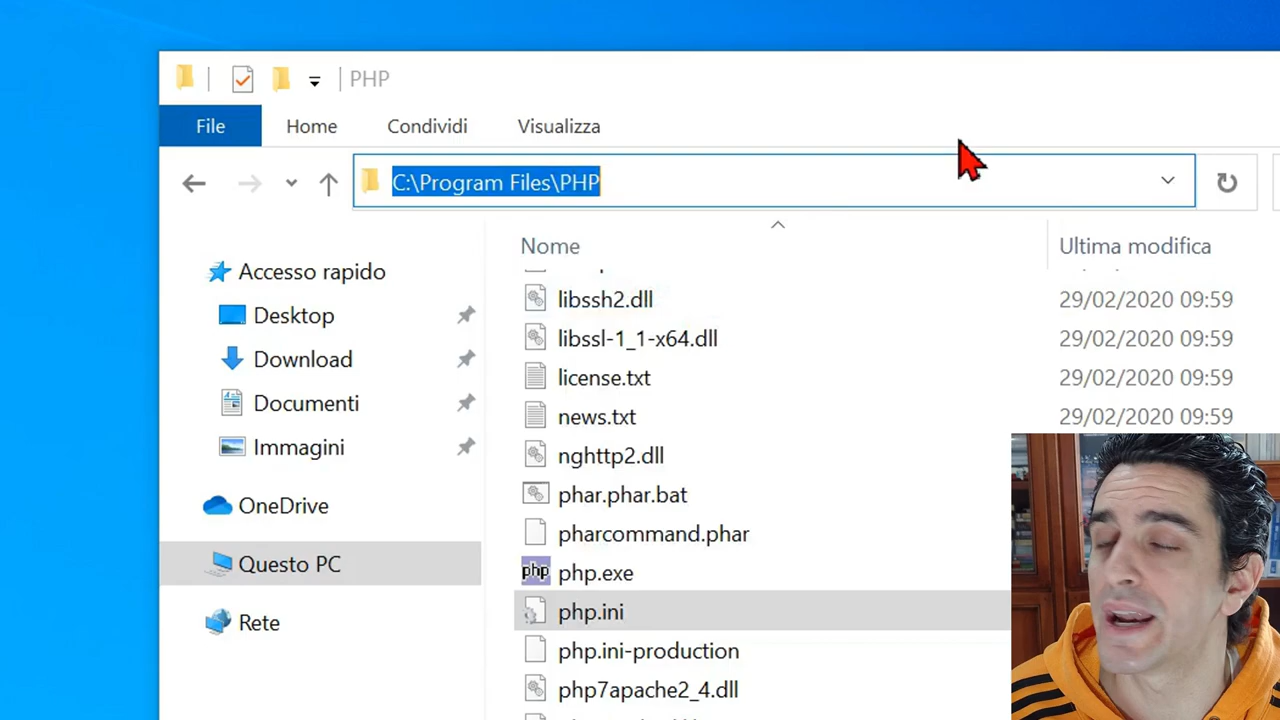 PHP
File Home Condividi Visualizza
C:\Program Files\PHP
Nome Ultima modifica
Accesso rapido
Desktop
Download
Documenti
Immagini
OneDrive
Questo PC
Rete
libssh2.dll 29/02/2020 09:59
libssl-1_1-x64.dll 29/02/2020 09:59
license.txt 29/02/2020 09:59
news.txt 29/02/2020 09:59
nghttp2.dll
phar.phar.bat
pharcommand.phar
php php.exe
php.ini
php.ini-production
php7apache2_4.dll